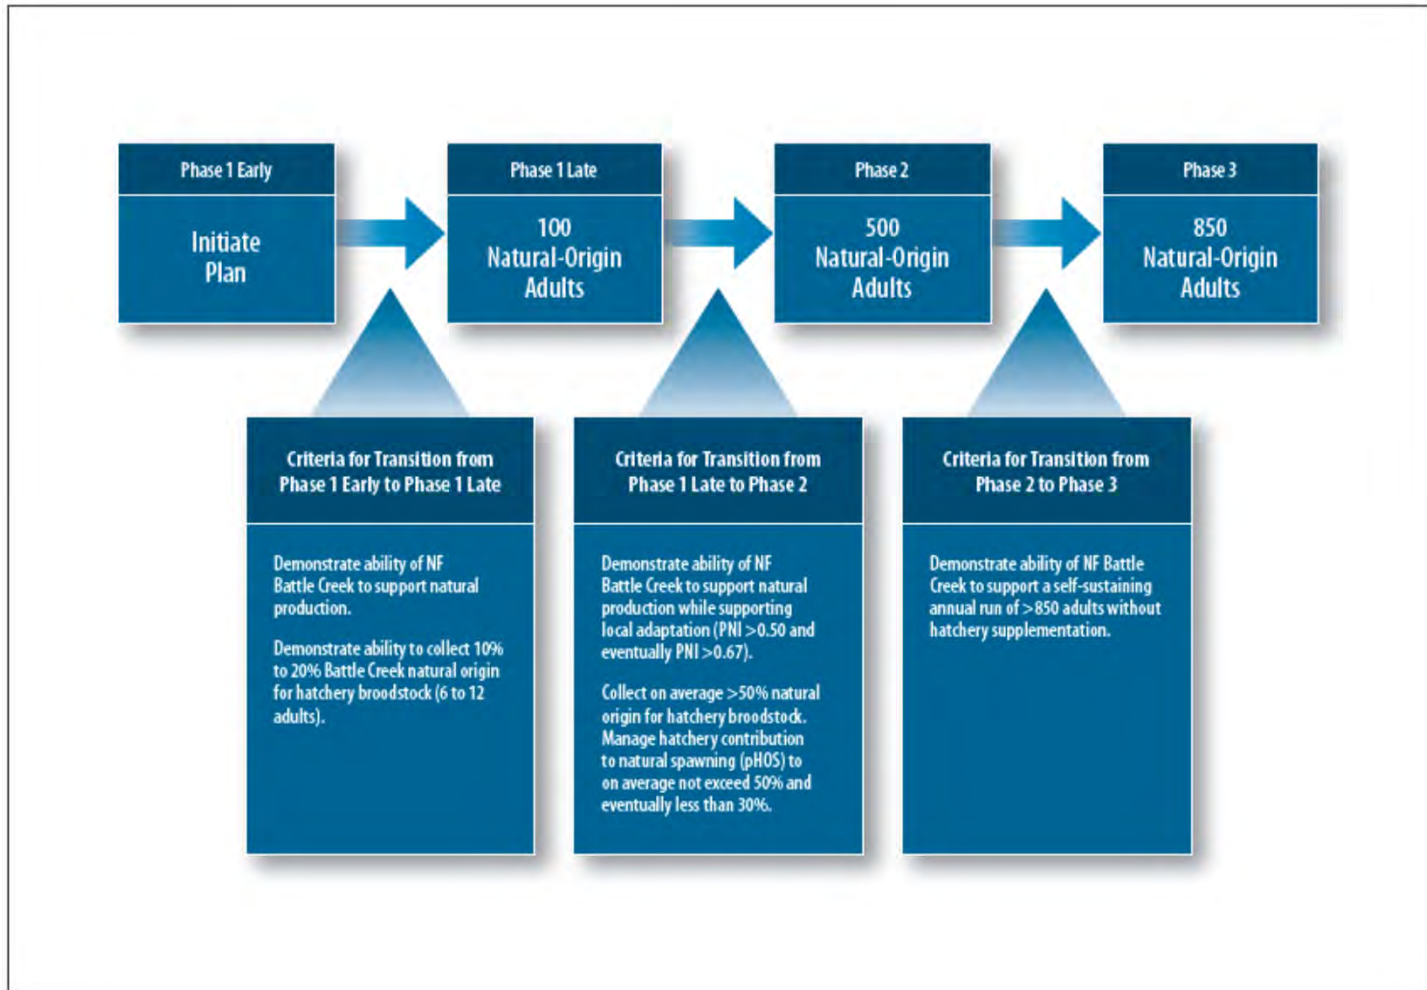 Phase 1 Early
Initiate
Plan
Phase 1 Late
100
Natural-Origin
Adults
Phase 2
500
Natural-Origin
Adults
Phase 3
850
Natural-Origin
Adults
Criteria for Transition from
Phase 1 Early to Phase 1 Late
Demonstrate ability of NF
Battle Creek to support natural
production.
Demonstrate ability to collect 10%
to 20% Battle Creek natural origin
for hatchery broodstock (6 to 12
adults).
Criteria for Transition from
Phase 1 Late to Phase 2
Demonstrate ability of NF
Battle Creek to support natural
production while supporting
local adaptation (PNI >0.50 and
eventually PNI >0.67).
Collect on average >50% natural
origin for hatchery broodstock.
Manage hatchery contribution
to natural spawning (pHOS) to
on average not exceed 50% and
eventually less than 30%.
Criteria for Transition from
Phase 2 to Phase 3
Demonstrate ability of NF Battle
Creek to support a self-sustaining
annual run of >850 adults without
hatchery supplementation.